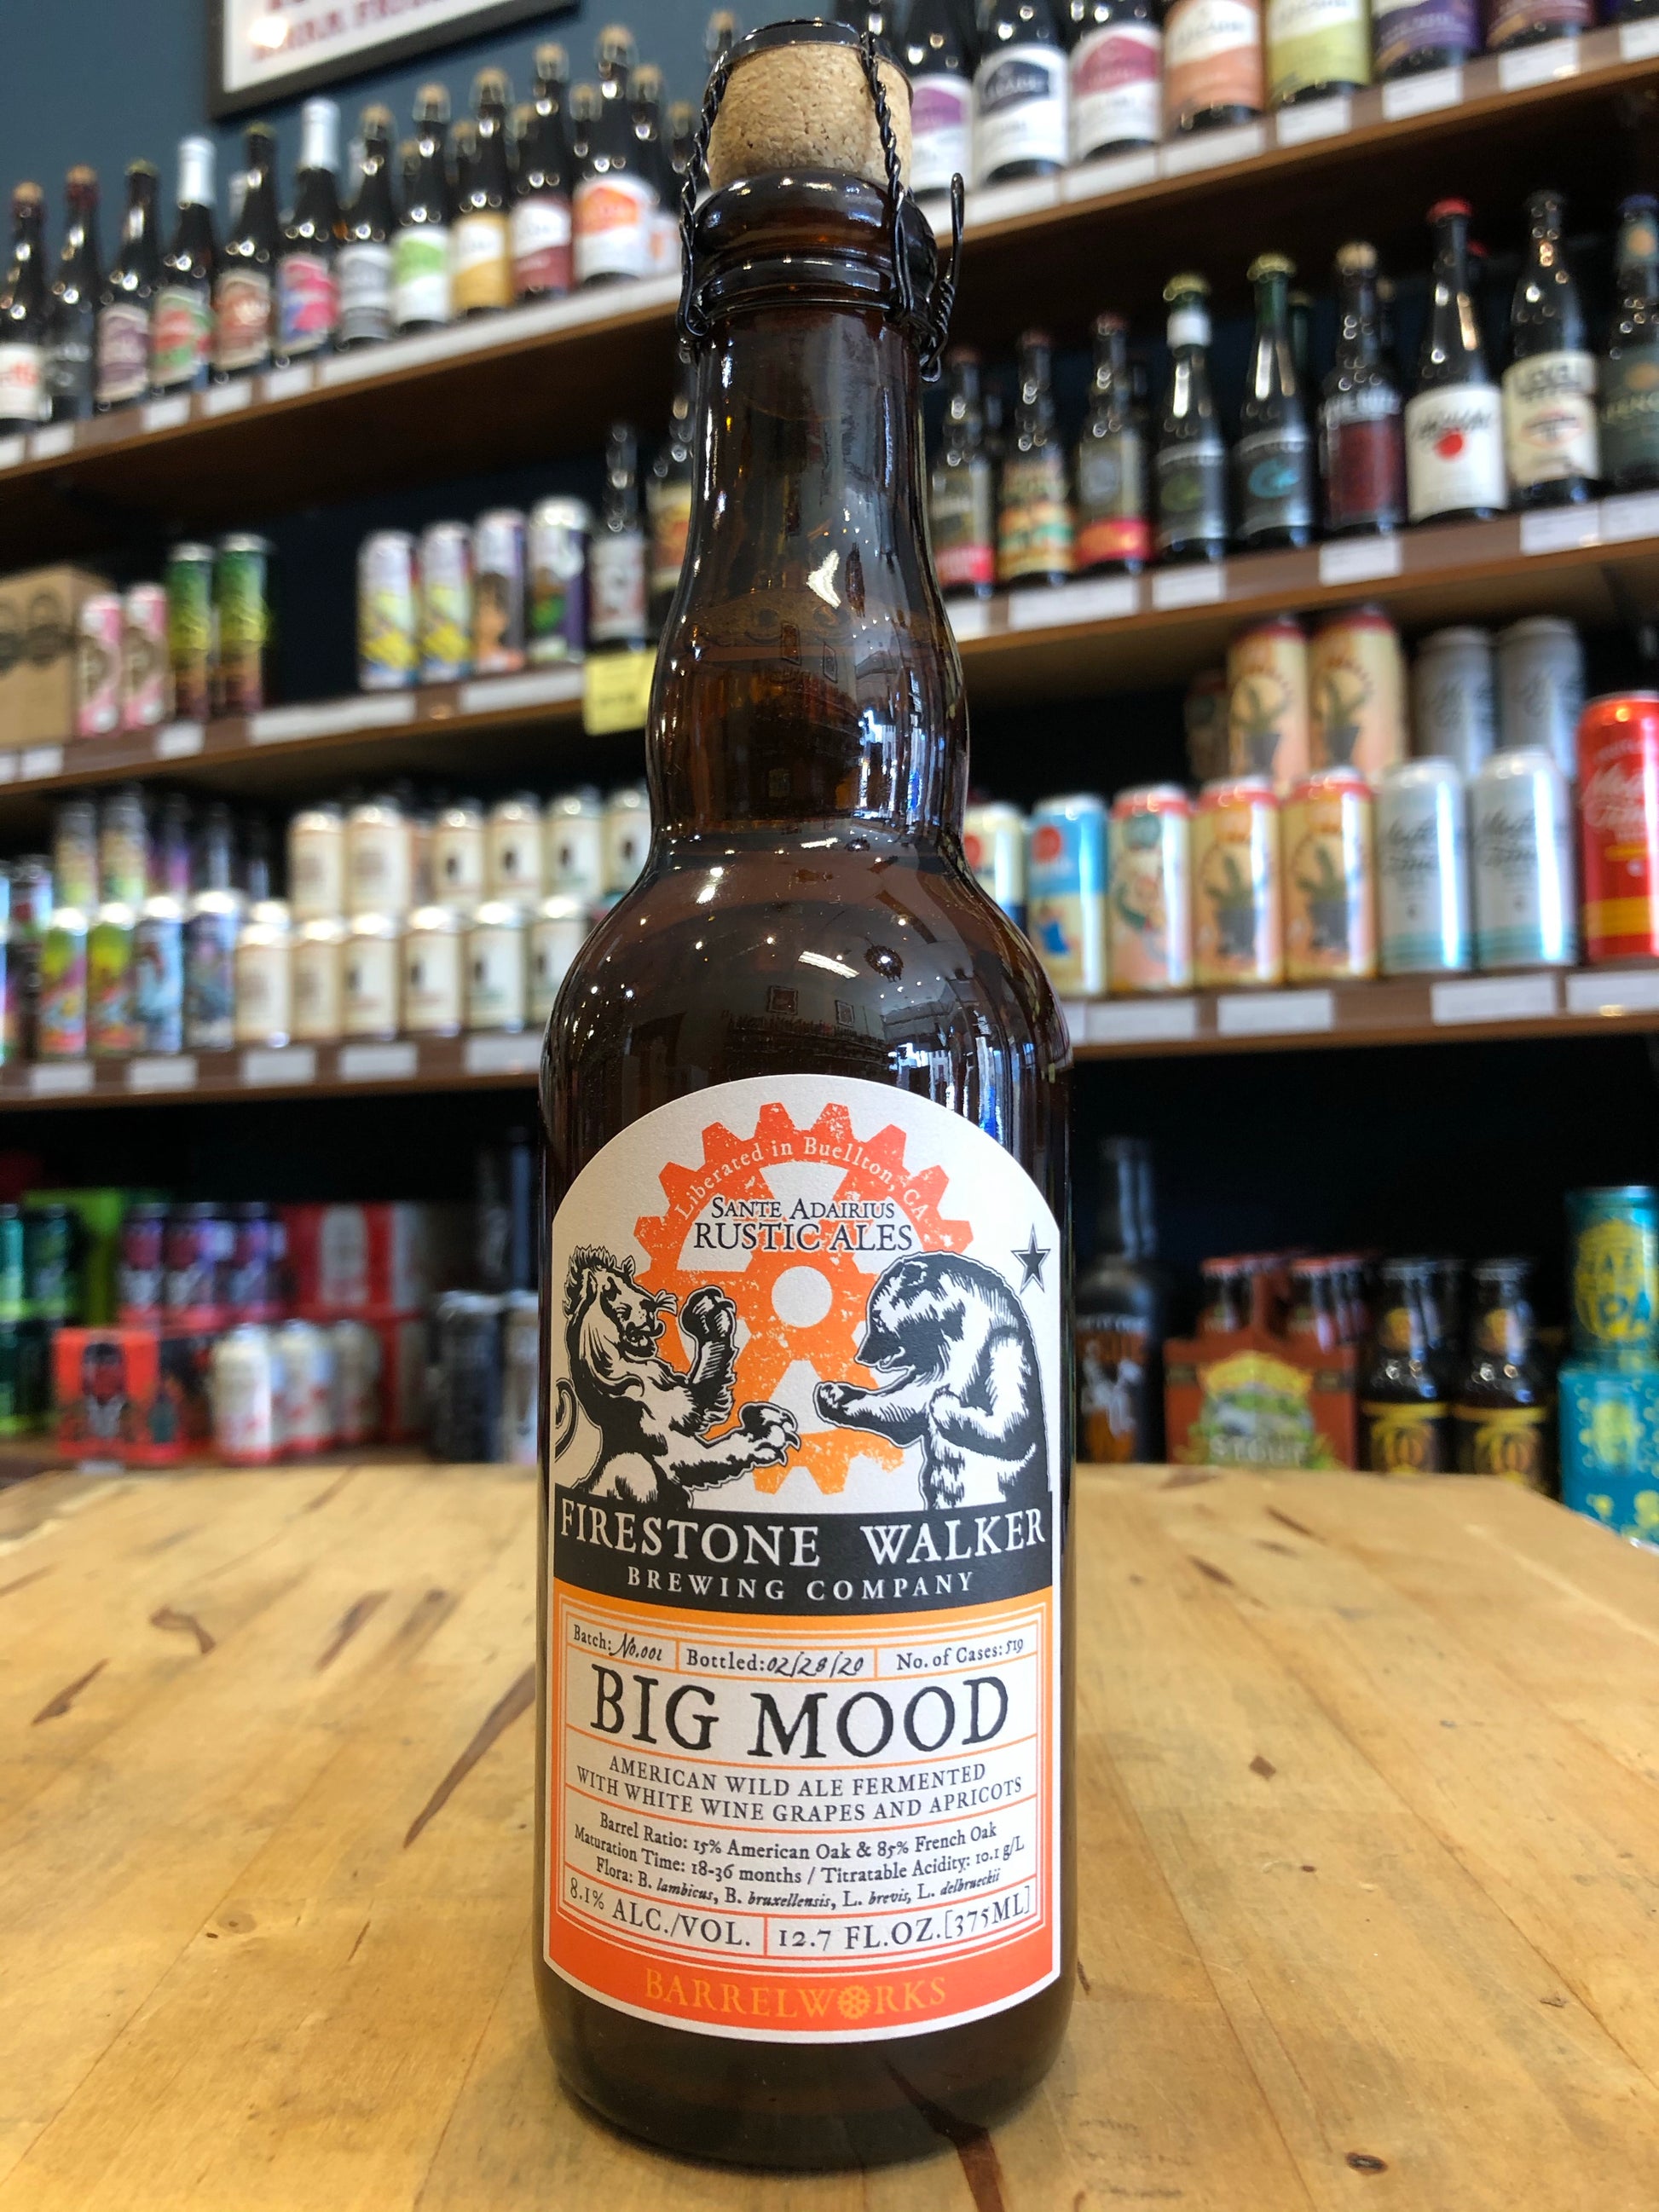 Liberated in Buellton, CA
SANTE ADAIRIUS
RUSTIC ALES
FIRESTONE WALKER
BREWING COMPANY
Batch: No.001 Bottled: 02/28/20 No. of Cases: 519
BIG MOOD
AMERICAN WILD ALE FERMENTED
WITH WHITE WINE GRAPES AND APRICOTS
Barrel Ratio: 15% American Oak & 85% French Oak
Maturation Time: 18-36 months / Titratable Acidity: 10.1 g/L
Flora: B. lambicus, B. bruxellensis, L. brevis, L. delbrueckii
8.1% ALC./VOL. 12.7 FL.OZ.[375ML]
BARRELWORKS
STOUT
IPA